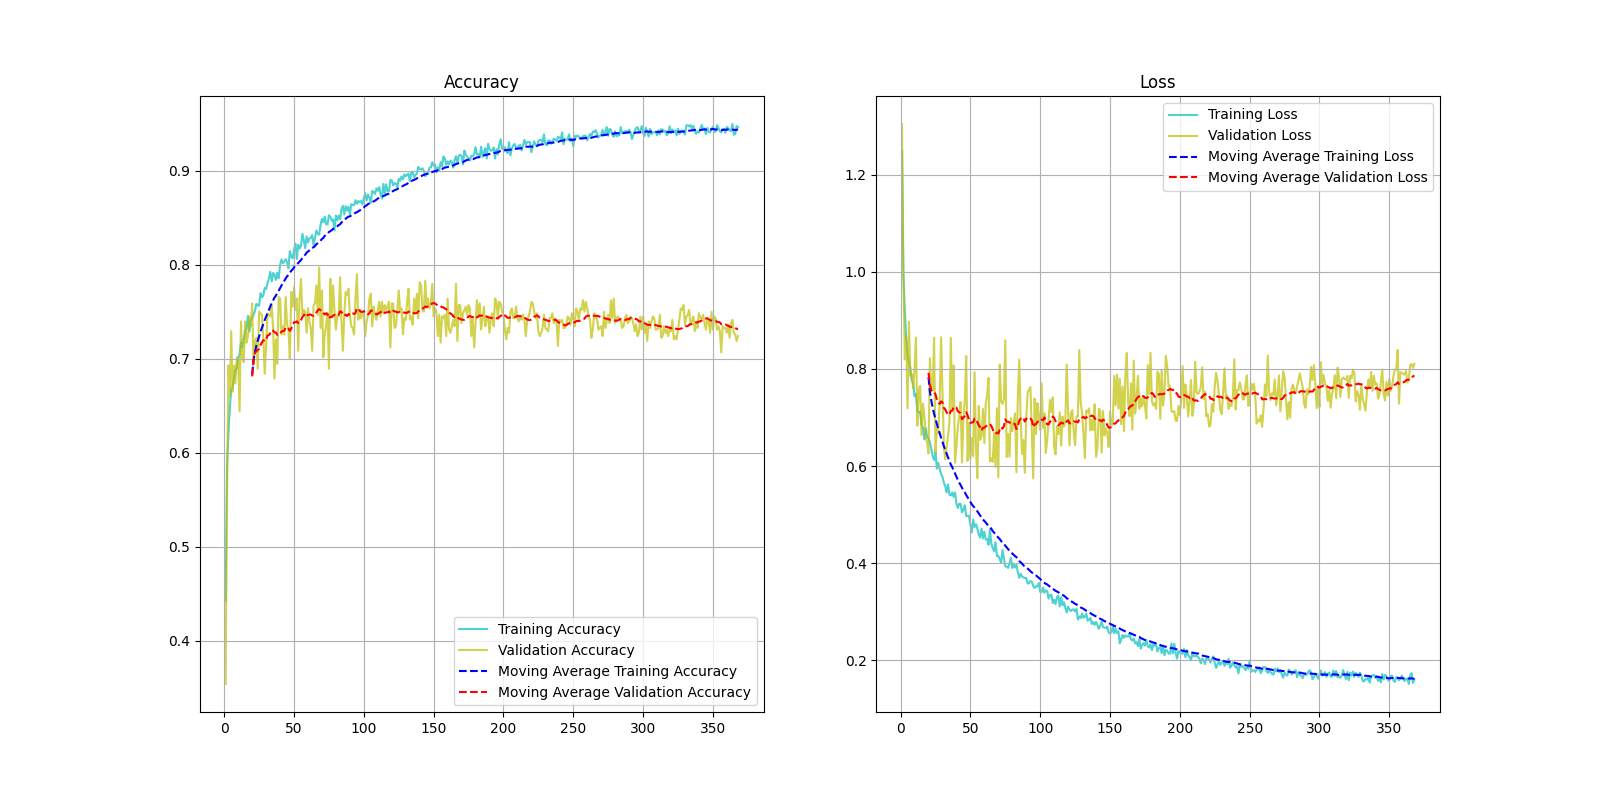 Accuracy
0.9
0.8
0.7
0.6
0.5
0.4
0 50 100 150 200 250 300 350
Training Accuracy
Validation Accuracy
Moving Average Training Accuracy
Moving Average Validation Accuracy
Loss
1.2
1.0
0.8
0.6
0.4
0.2
0 50 100 150 200 250 300 350
Training Loss
Validation Loss
Moving Average Training Loss
Moving Average Validation Loss